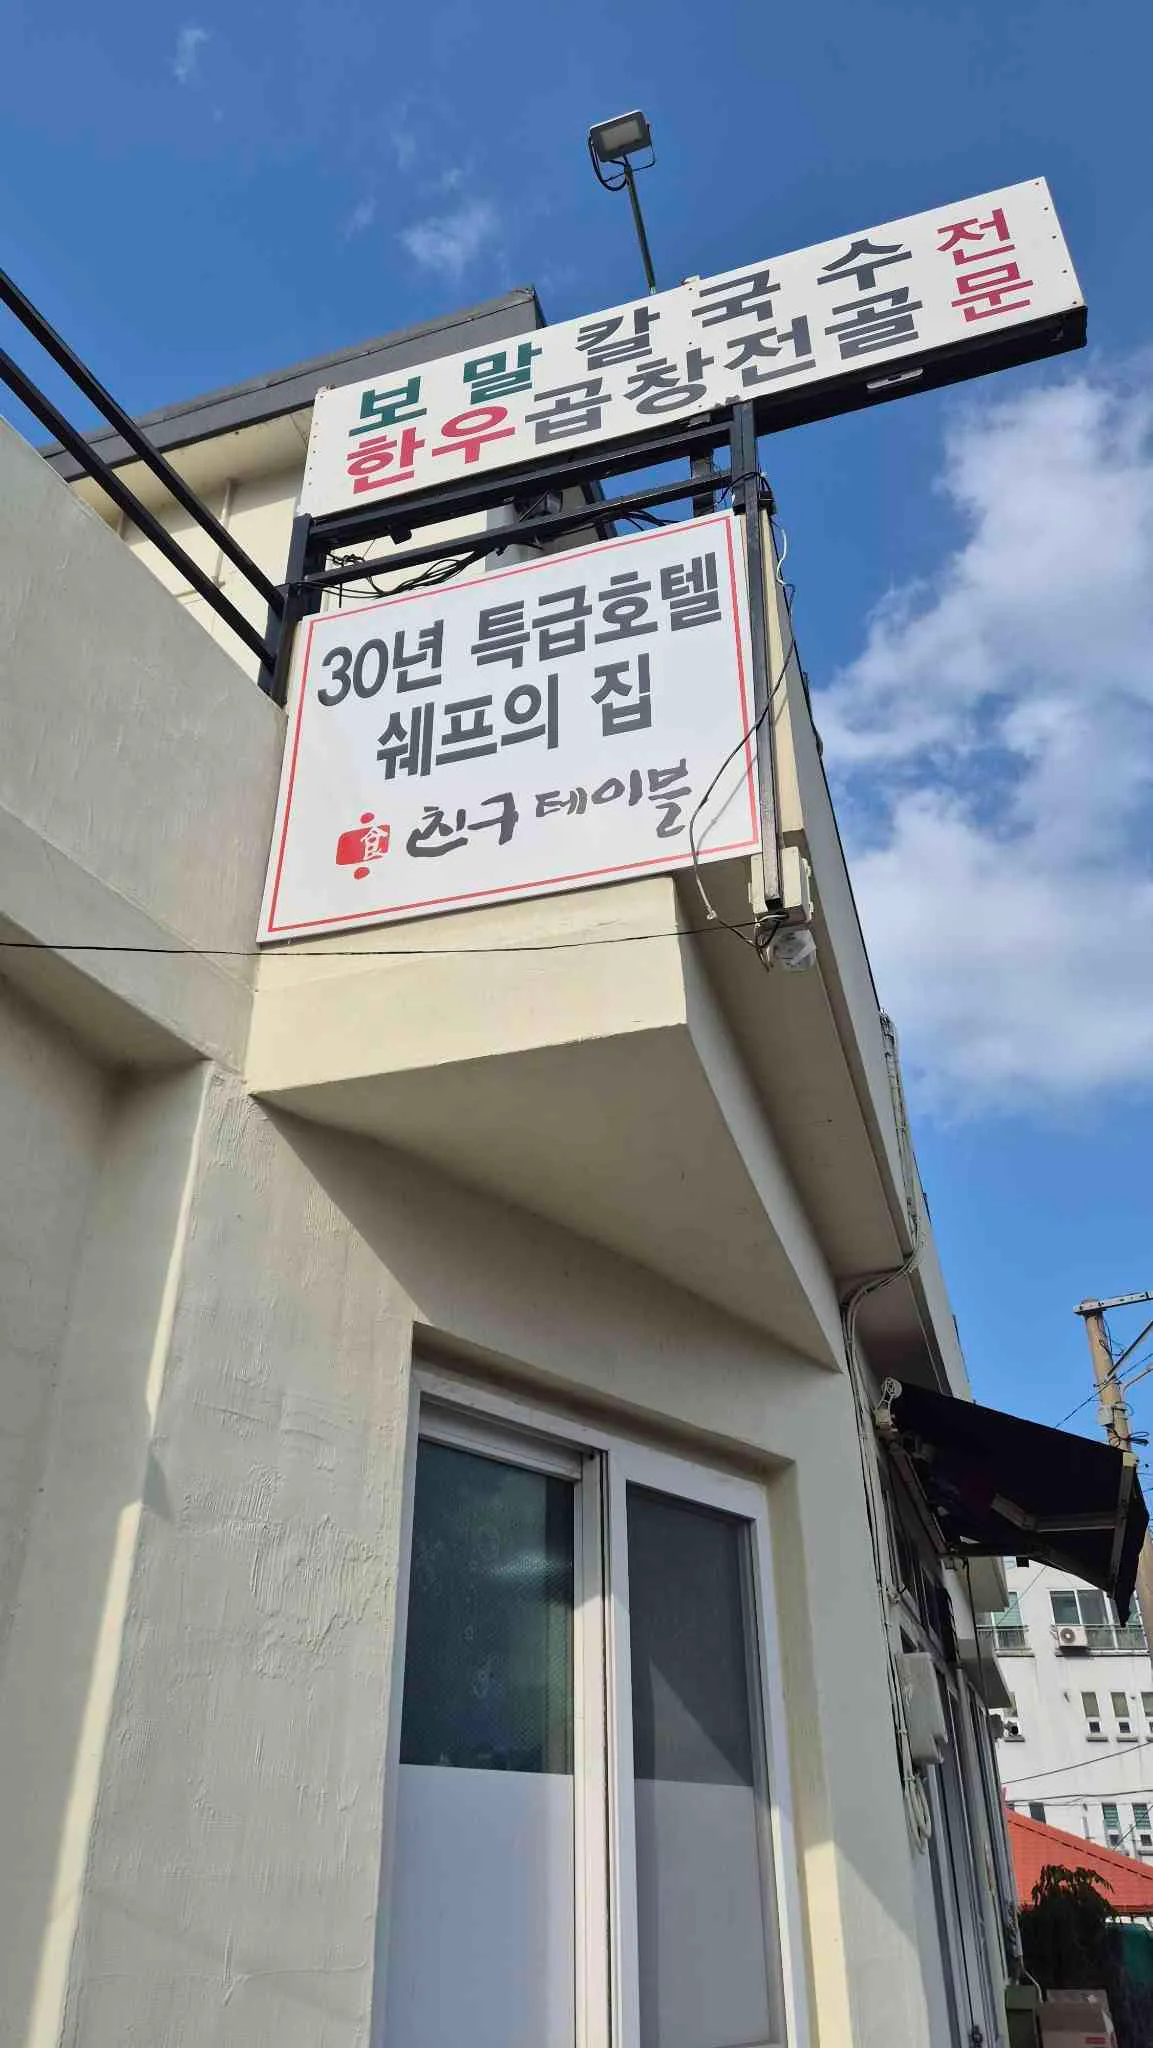 보말칼국수 전문
한우곱창전골
30년 특급호텔
쉐프의 집
食 친구테이블